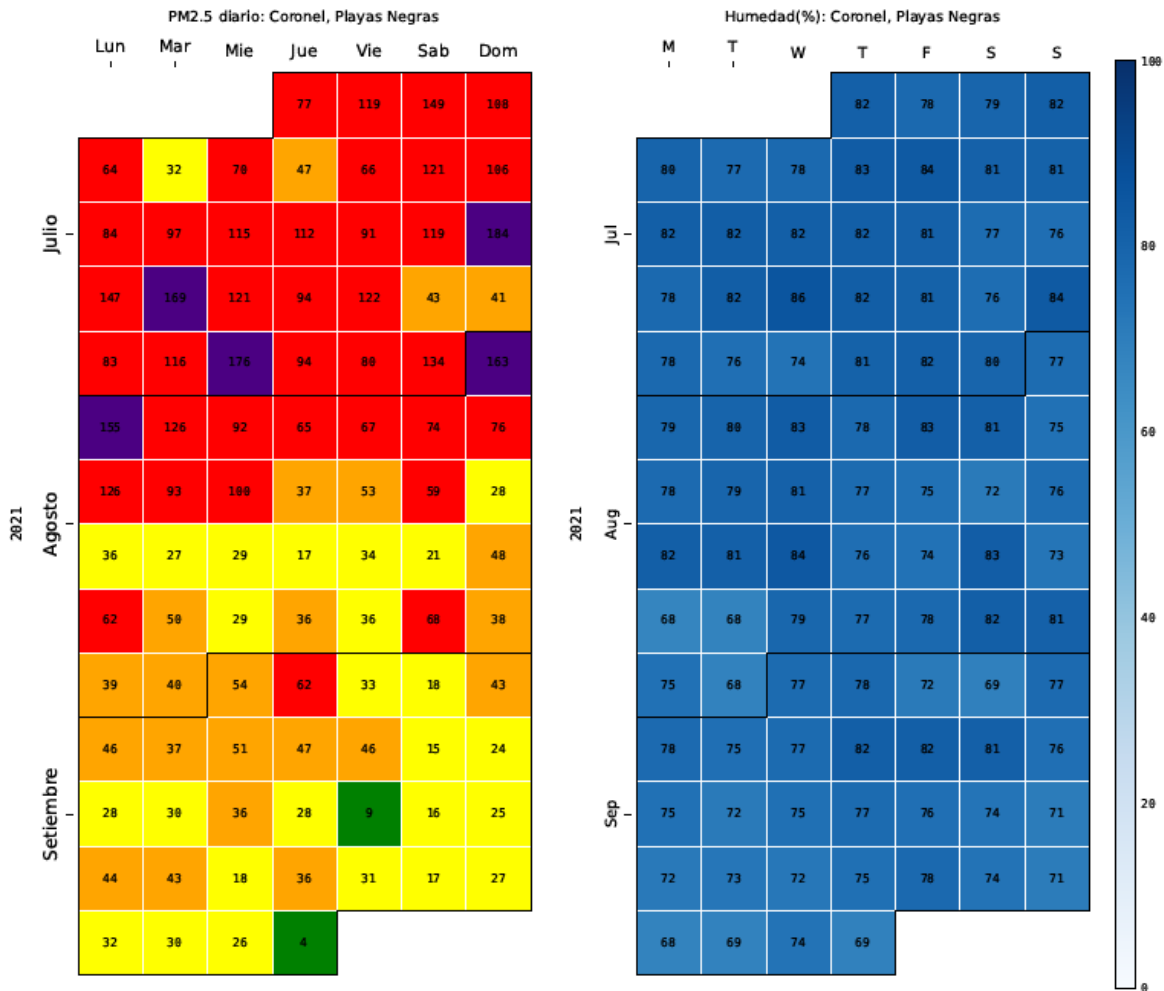 PM2.5 diario: Coronel, Playas Negras
Lun Mar Mie Jue Vie Sab Dom
77 119 149 108
64 32 70 47 66 121 106
Julio
84 97 115 112 91 119 184
147 169 121 94 122 43 41
83 116 176 94 80 134 163
155 126 92 65 67 74 76
126 93 100 37 53 59 28
2021
Agosto
36 27 29 17 34 21 48
62 50 29 36 36 68 38
39 40 54 62 33 18 43
46 37 51 47 46 15 24
Setiembre
28 30 36 28 9 16 25
44 43 18 36 31 17 27
32 30 26 4
Humedad(%): Coronel, Playas Negras
M T W T F S S
82 78 79 82
80 77 78 83 84 81 81
Jul
82 82 82 82 81 77 76
78 82 86 82 81 76 84
78 76 74 81 82 80 77
79 80 83 78 83 81 75
78 79 81 77 75 72 76
2021
Aug
82 81 84 76 74 83 73
68 68 79 77 78 82 81
75 68 77 78 72 69 77
78 75 77 82 82 81 76
Sep
75 72 75 77 76 74 71
72 73 72 75 78 74 71
68 69 74 69
100
80
60
40
20
0